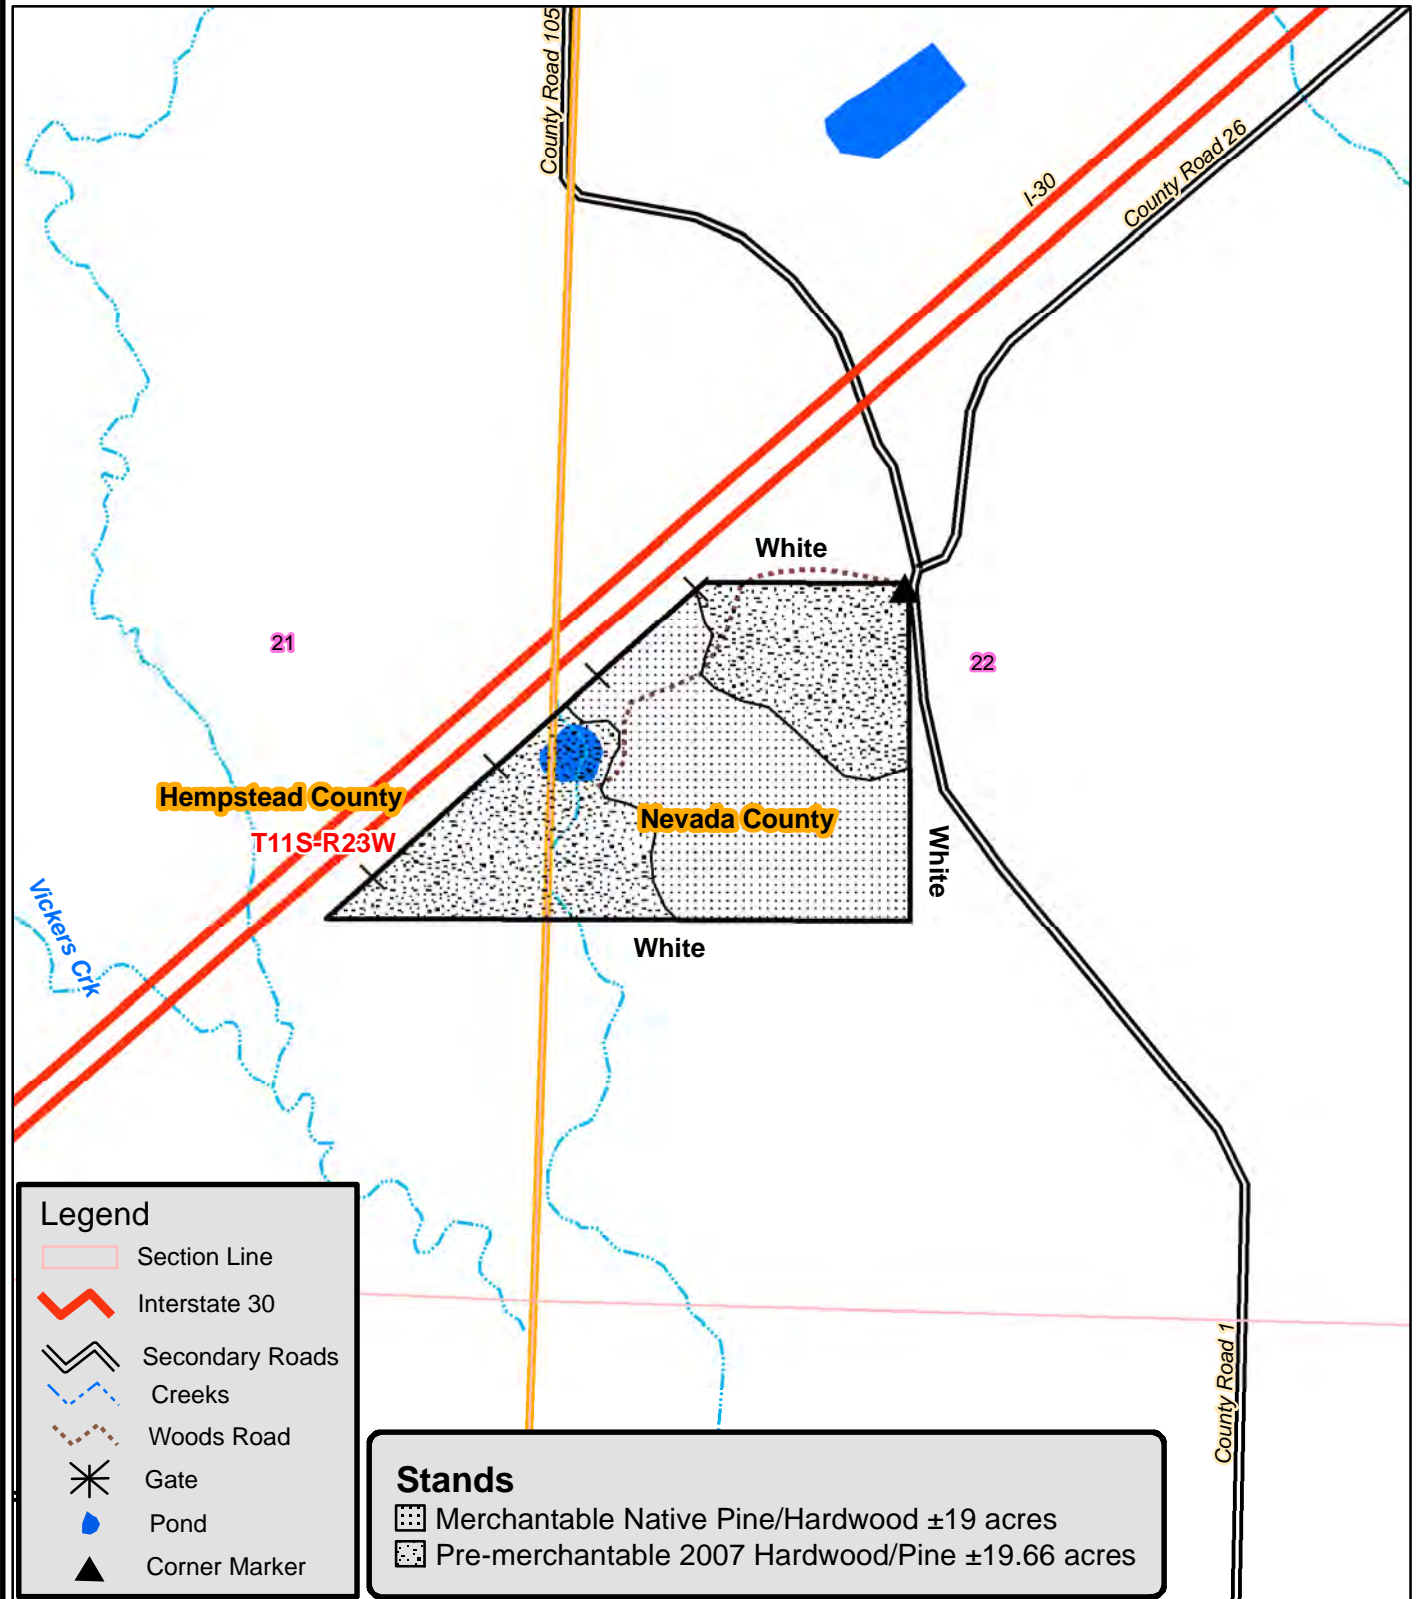 County Road 105
I-30
County Road 26
White
21
22
Hempstead County
T11S-R23W
Nevada County
White
Vickers Crk
White
County Road 1
Legend
Section Line
Interstate 30
Secondary Roads
Creeks
Woods Road
Gate
Pond
Corner Marker
Stands
Merchantable Native Pine/Hardwood ±19 acres
Pre-merchantable 2007 Hardwood/Pine ±19.66 acres